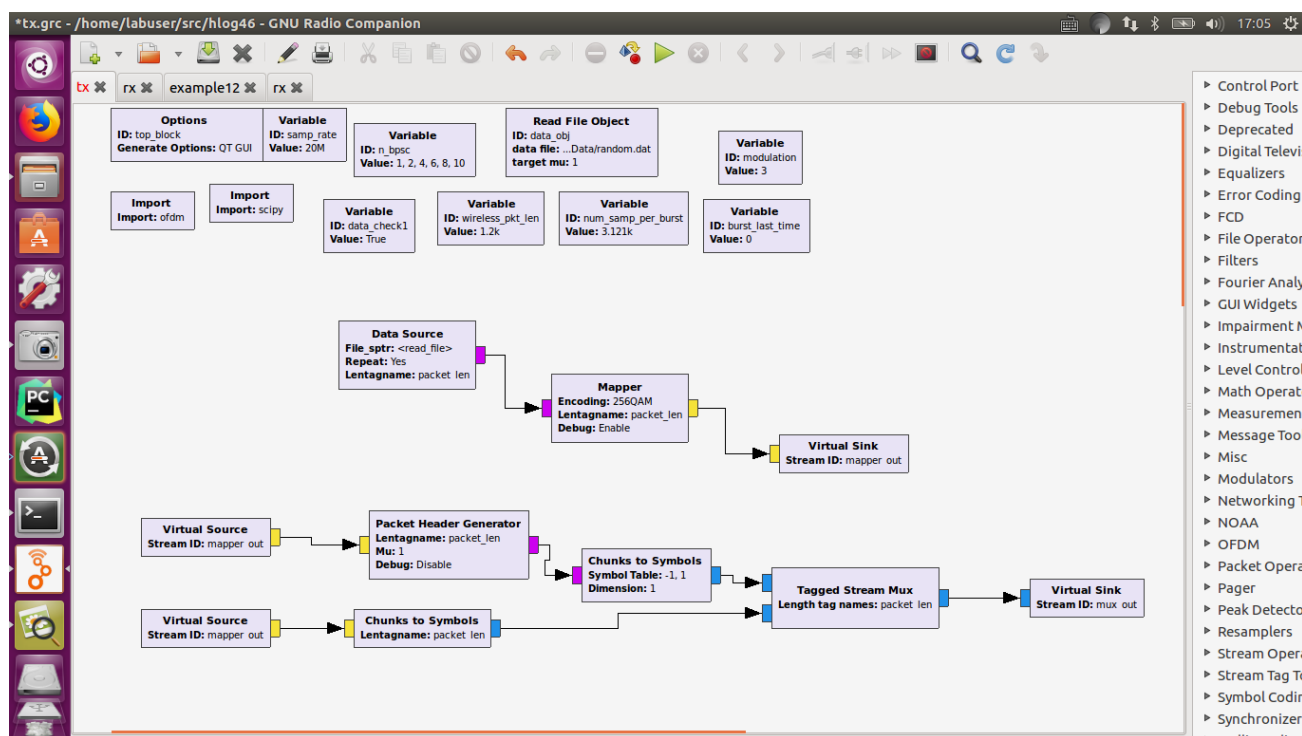 *tx.grc - /home/labuser/src/hlog46 - GNU Radio Companion
17:05
tx
rx
example12
rx
Options
ID: top_block
Generate Options: QT GUI
Variable
ID: samp_rate
Value: 20M
Variable
ID: n_bpsc
Value: 1, 2, 4, 6, 8, 10
Read File Object
ID: data_obj
data file: ...Data/random.dat
target mu: 1
Variable
ID: modulation
Value: 3
Import
Import: ofdm
Import
Import: scipy
Variable
ID: data_check1
Value: True
Variable
ID: wireless_pkt_len
Value: 1.2k
Variable
ID: num_samp_per_burst
Value: 3.121k
Variable
ID: burst_last_time
Value: 0
Data Source
File_sptr: <read_file>
Repeat: Yes
Lentagname: packet_len
Mapper
Encoding: 256QAM
Lentagname: packet_len
Debug: Enable
Virtual Sink
Stream ID: mapper_out
Virtual Source
Stream ID: mapper_out
Packet Header Generator
Lentagname: packet_len
Mu: 1
Debug: Disable
Chunks to Symbols
Symbol Table: -1, 1
Dimension: 1
Tagged Stream Mux
Length tag names: packet_len
Virtual Sink
Stream ID: mux_out
Virtual Source
Stream ID: mapper_out
Chunks to Symbols
Lentagname: packet_len
Control Port
Debug Tools
Deprecated
Digital Televi
Equalizers
Error Coding
FCD
File Operator
Filters
Fourier Analy
GUI Widgets
Impairment M
Instrumentat
Level Control
Math Operat
Measuremen
Message Too
Misc
Modulators
Networking T
NOAA
OFDM
Packet Opera
Pager
Peak Detecto
Resamplers
Stream Opera
Stream Tag To
Symbol Codin
Synchronizer
PC
>_